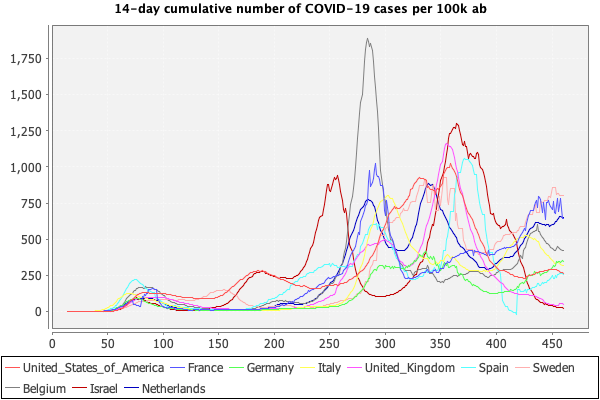 14-day cumulative number of COVID-19 cases per 100k ab
1,750
1,500
1,250
1,000
750
500
250
0
0 50 100 150 200 250 300 350 400 450
United_States_of_America France Germany Italy United_Kingdom Spain Sweden
Belgium Israel Netherlands